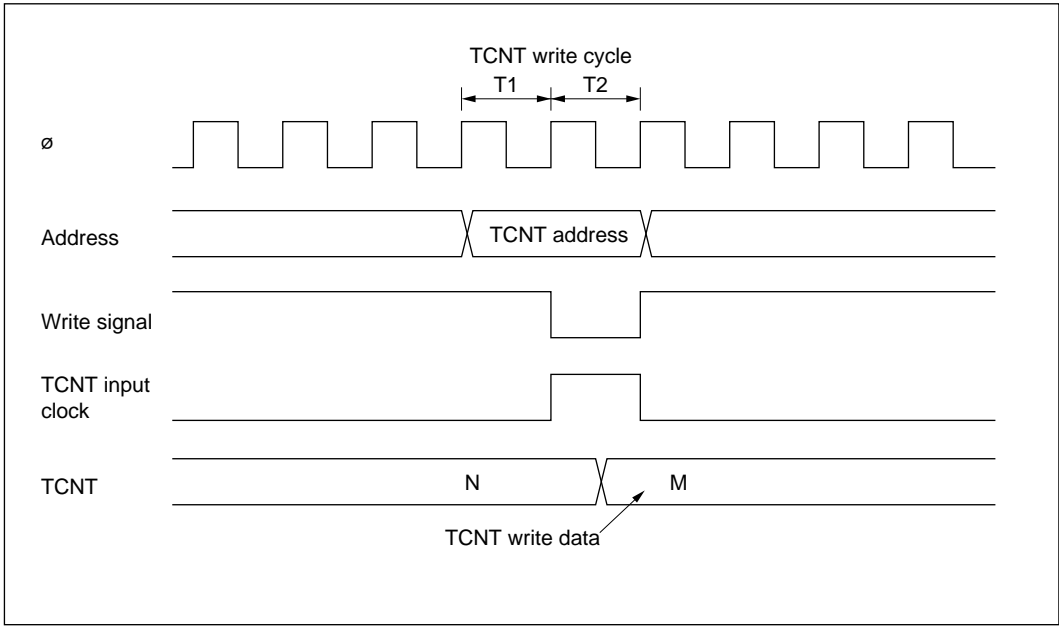 TCNT write cycle
T1 T2
ø
Address
TCNT address
Write signal
TCNT input
clock
TCNT
N M
TCNT write data